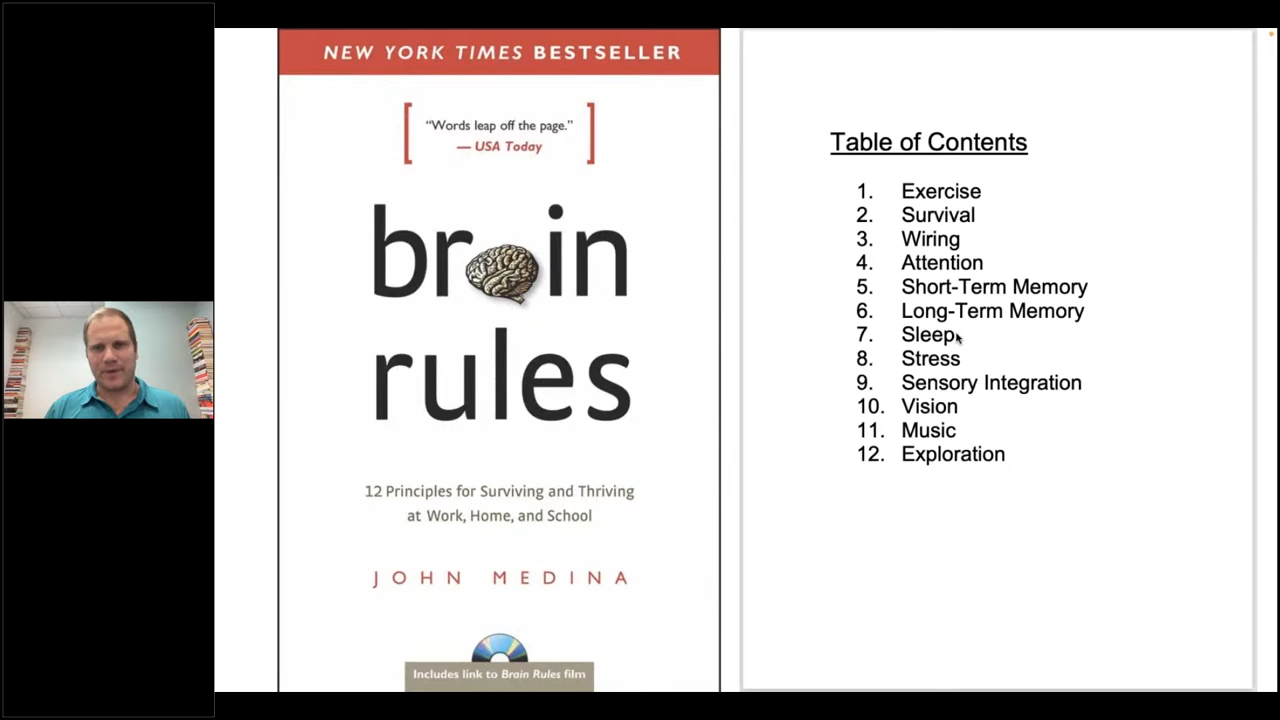 NEW YORK TIMES BESTSELLER
“Words leap off the page.”
— USA Today
brain
rules
12 Principles for Surviving and Thriving
at Work, Home, and School
JOHN MEDINA
Includes link to Brain Rules film
Table of Contents
1. Exercise
2. Survival
3. Wiring
4. Attention
5. Short-Term Memory
6. Long-Term Memory
7. Sleep
8. Stress
9. Sensory Integration
10. Vision
11. Music
12. Exploration